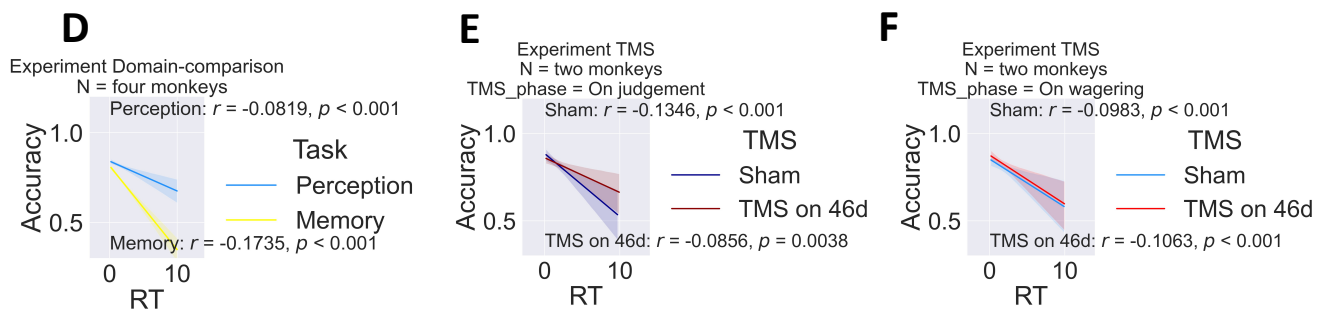 D
Experiment Domain-comparison
N = four monkeys
Perception: r = -0.0819, p < 0.001
Accuracy
1.0
0.5
Task
Perception
Memory
Memory: r = -0.1735, p < 0.001
0 10
RT
E
Experiment TMS
N = two monkeys
TMS_phase = On judgement
Sham: r = -0.1346, p < 0.001
Accuracy
1.0
0.5
TMS
Sham
TMS on 46d
TMS on 46d: r = -0.0856, p = 0.0038
0 10
RT
F
Experiment TMS
N = two monkeys
TMS_phase = On wagering
Sham: r = -0.0983, p < 0.001
Accuracy
1.0
0.5
TMS
Sham
TMS on 46d
TMS on 46d: r = -0.1063, p < 0.001
0 10
RT